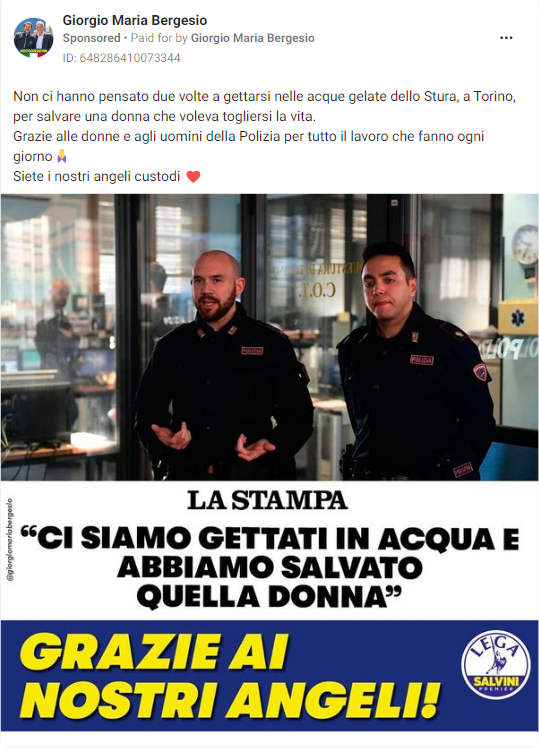 Giorgio Maria Bergesio
Sponsored • Paid for by Giorgio Maria Bergesio
ID: 648286410073344
Non ci hanno pensato due volte a gettarsi nelle acque gelate dello Stura, a Torino,
per salvare una donna che voleva togliersi la vita.
Grazie alle donne e agli uomini della Polizia per tutto il lavoro che fanno ogni
giorno
Siete i nostri angeli custodi ❤️
C.O.T.
POLIZIA
POLIZIA
@giorgiomariabergesio
LA STAMPA
“CI SIAMO GETTATI IN ACQUA E
ABBIAMO SALVATO
QUELLA DONNA”
GRAZIE AI
NOSTRI ANGELI!
LEGA
SALVINI
PREMIER